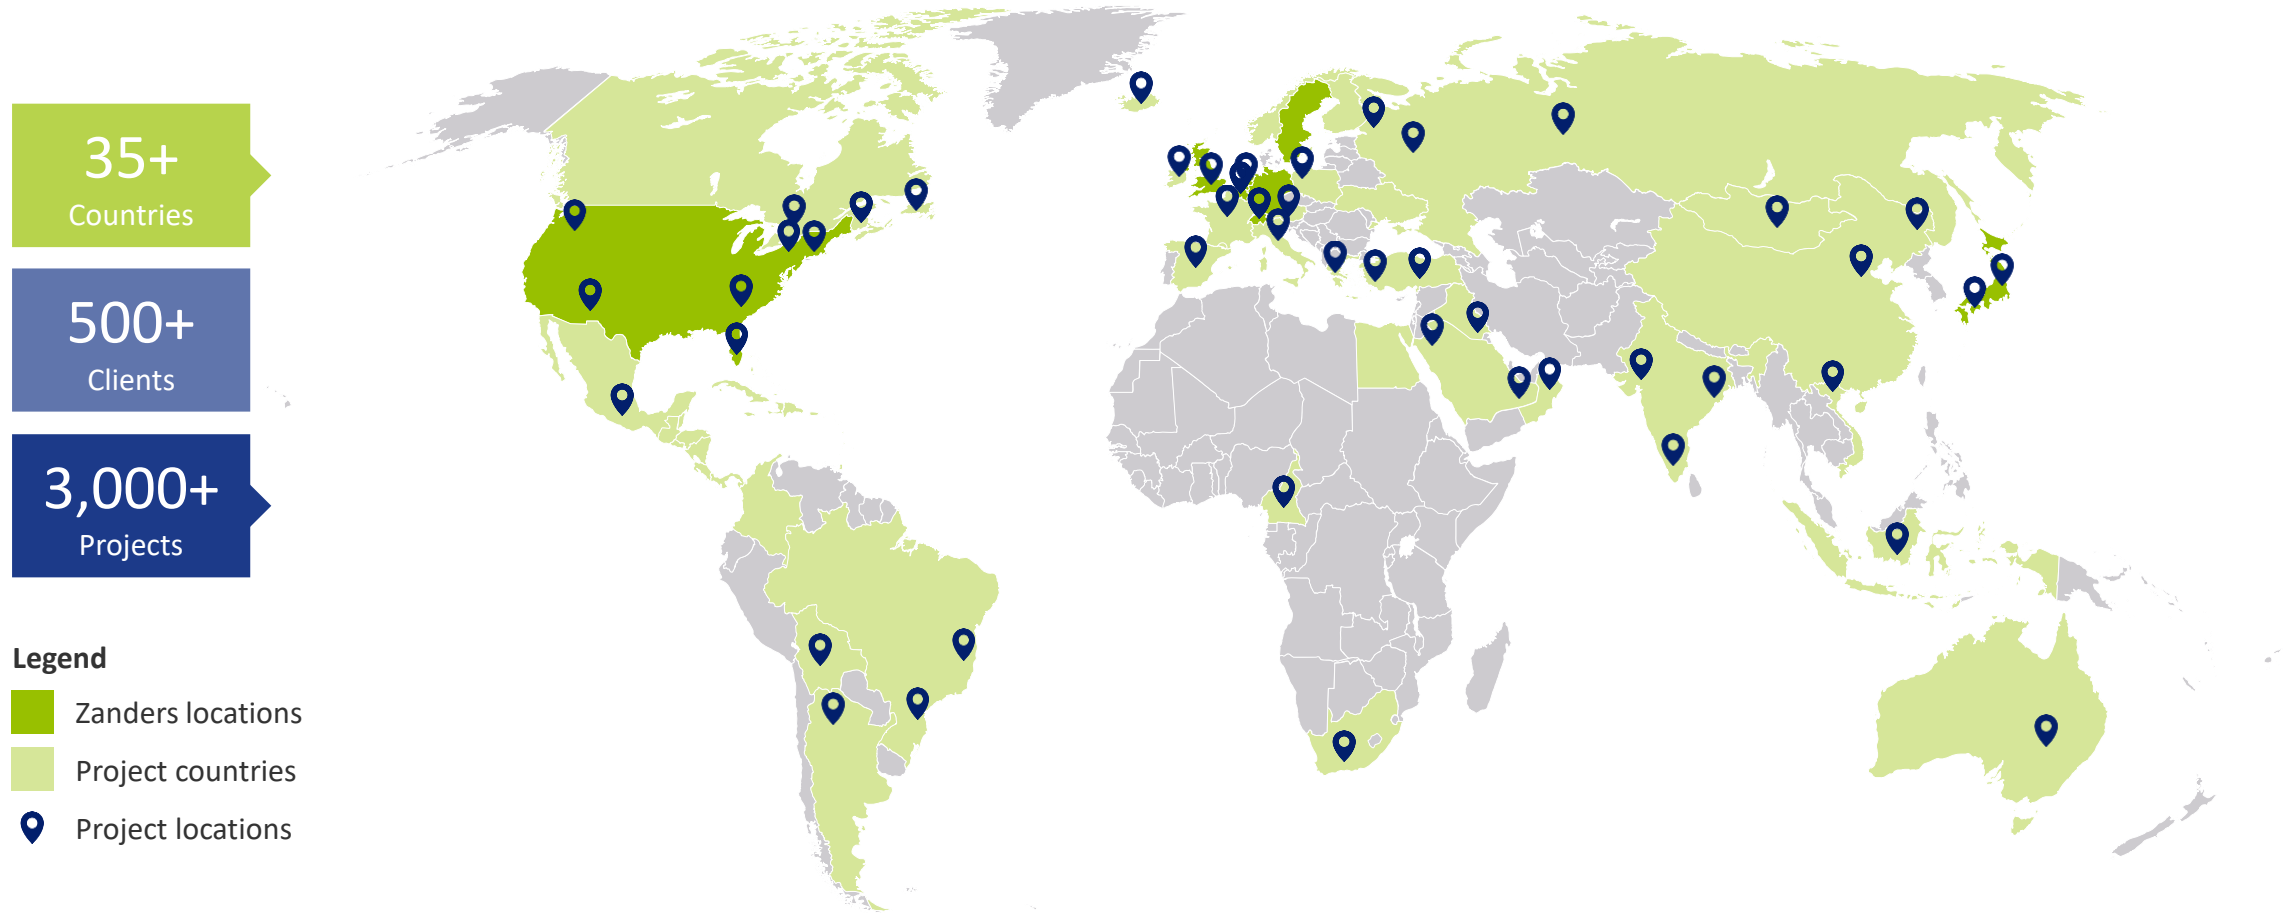 35+
Countries
500+
Clients
3,000+
Projects
Legend
Zanders locations
Project countries
Project locations